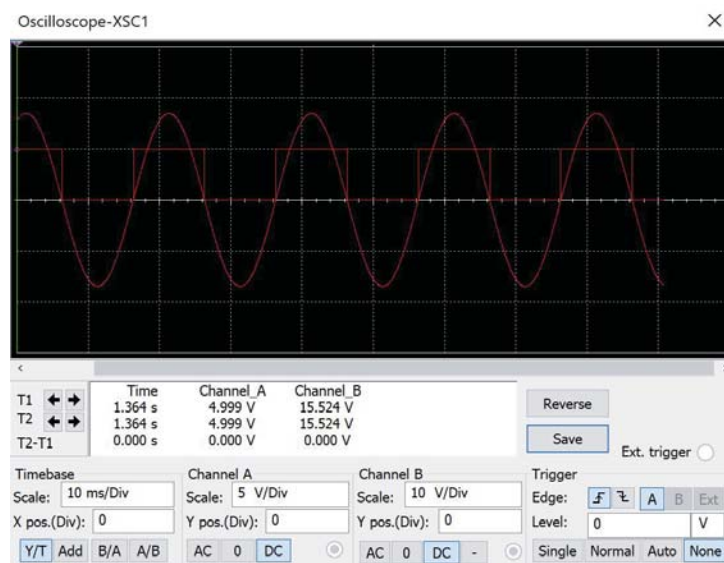 Oscilloscope-XSC1
T1
T2
T2-T1
Time Channel_A Channel_B
1.364 s 4.999 V 15.524 V
1.364 s 4.999 V 15.524 V
0.000 s 0.000 V 0.000 V
Reverse
Save
Ext. trigger
Timebase
Scale: 10 ms/Div
X pos.(Div): 0
Y/T Add B/A A/B
Channel A
Scale: 5 V/Div
Y pos.(Div): 0
AC 0 DC
Channel B
Scale: 10 V/Div
Y pos.(Div): 0
AC 0 DC -
Trigger
Edge: A B Ext
Level: 0 V
Single Normal Auto None